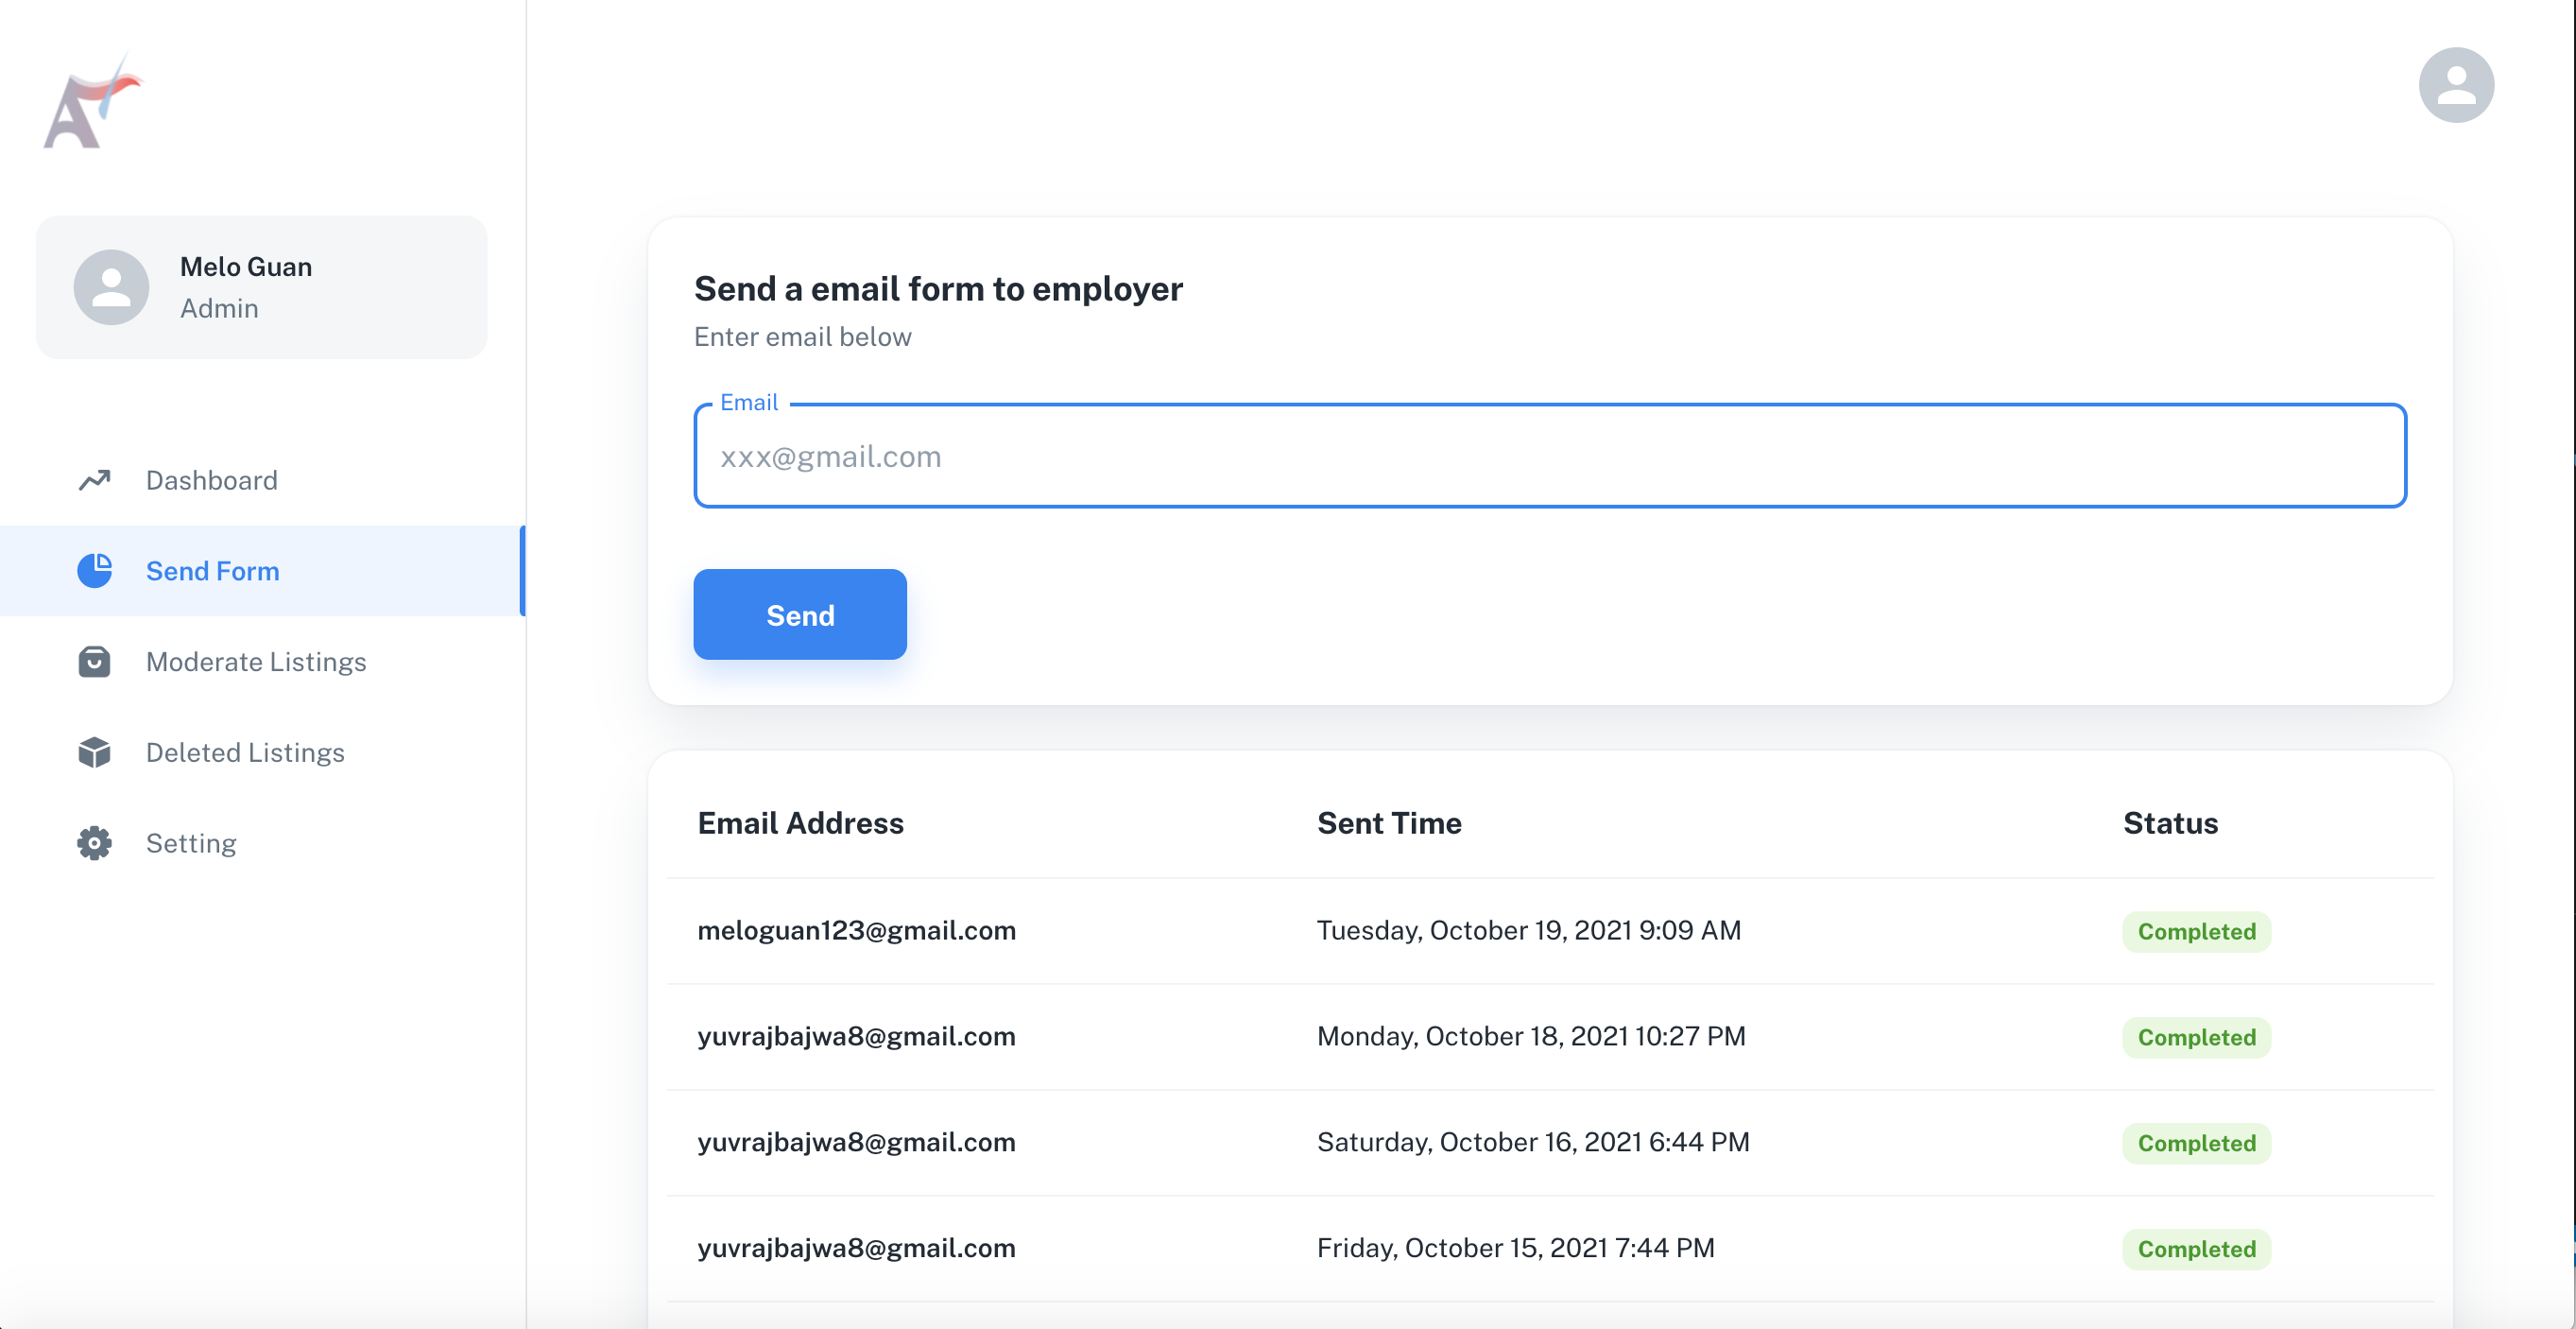 A
Melo Guan
Admin
Dashboard
Send Form
Moderate Listings
Deleted Listings
Setting
Send a email form to employer
Enter email below
Email
xxx@gmail.com
Send
Email Address Sent Time Status
meloguan123@gmail.com Tuesday, October 19, 2021 9:09 AM Completed
yuvrajbajwa8@gmail.com Monday, October 18, 2021 10:27 PM Completed
yuvrajbajwa8@gmail.com Saturday, October 16, 2021 6:44 PM Completed
yuvrajbajwa8@gmail.com Friday, October 15, 2021 7:44 PM Completed